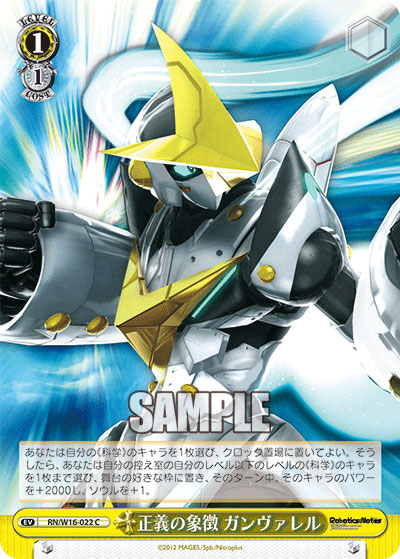 LEVEL
1
1
COST
SAMPLE
あなたは自分の《科学》のキャラを1枚選び、クロック置場に置いてよい。そう
したら、あなたは自分の控え室の自分のレベル以下のレベルの《科学》のキャラ
を1枚まで選び、舞台の好きな枠に置き、そのターン中、そのキャラのパワーを
+2000し、ソウルを+1。
EV RN/W16-022 C 正義の象徴 ガンヴァレル Robotics;Notes
©2012 MAGES./5pb./Nitroplus